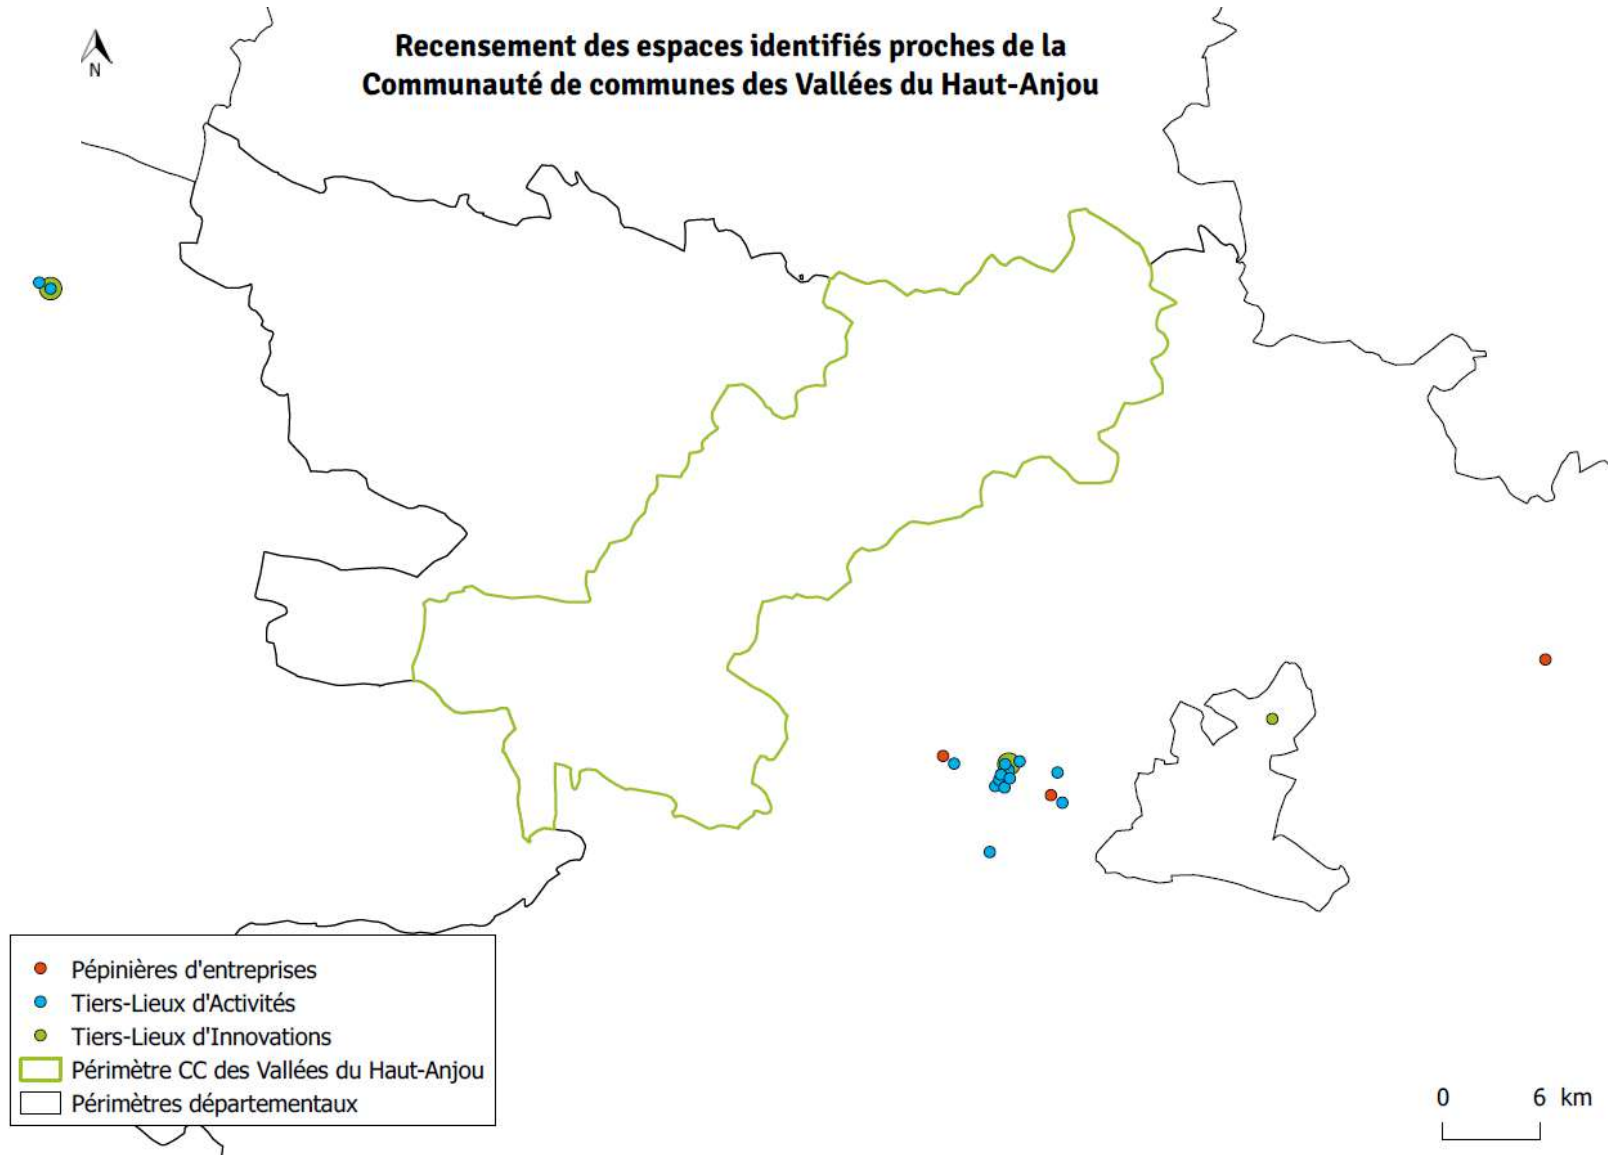 Recensement des espaces identifiés proches de la
Communauté de communes des Vallées du Haut-Anjou
N
Pépinières d'entreprises
Tiers-Lieux d'Activités
Tiers-Lieux d'Innovations
Périmètre CC des Vallées du Haut-Anjou
Périmètres départementaux
0 6 km